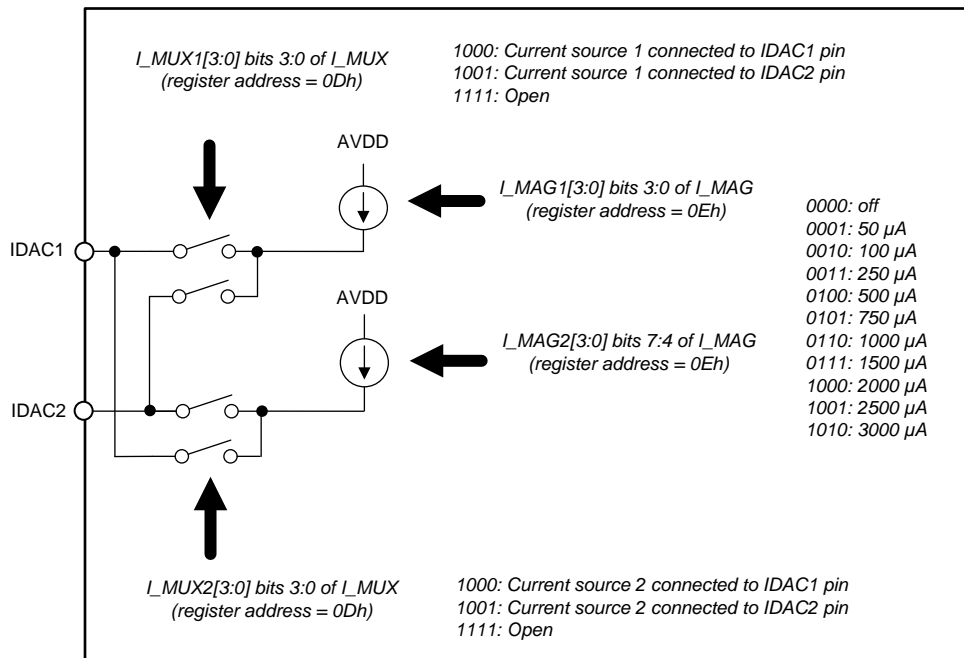 I_MUX1[3:0] bits 3:0 of I_MUX
(register address = 0Dh)
1000: Current source 1 connected to IDAC1 pin
1001: Current source 1 connected to IDAC2 pin
1111: Open
AVDD
I_MAG1[3:0] bits 3:0 of I_MAG
(register address = 0Eh)
IDAC1
AVDD
I_MAG2[3:0] bits 7:4 of I_MAG
(register address = 0Eh)
IDAC2
0000: off
0001: 50 µA
0010: 100 µA
0011: 250 µA
0100: 500 µA
0101: 750 µA
0110: 1000 µA
0111: 1500 µA
1000: 2000 µA
1001: 2500 µA
1010: 3000 µA
I_MUX2[3:0] bits 3:0 of I_MUX
(register address = 0Dh)
1000: Current source 2 connected to IDAC1 pin
1001: Current source 2 connected to IDAC2 pin
1111: Open